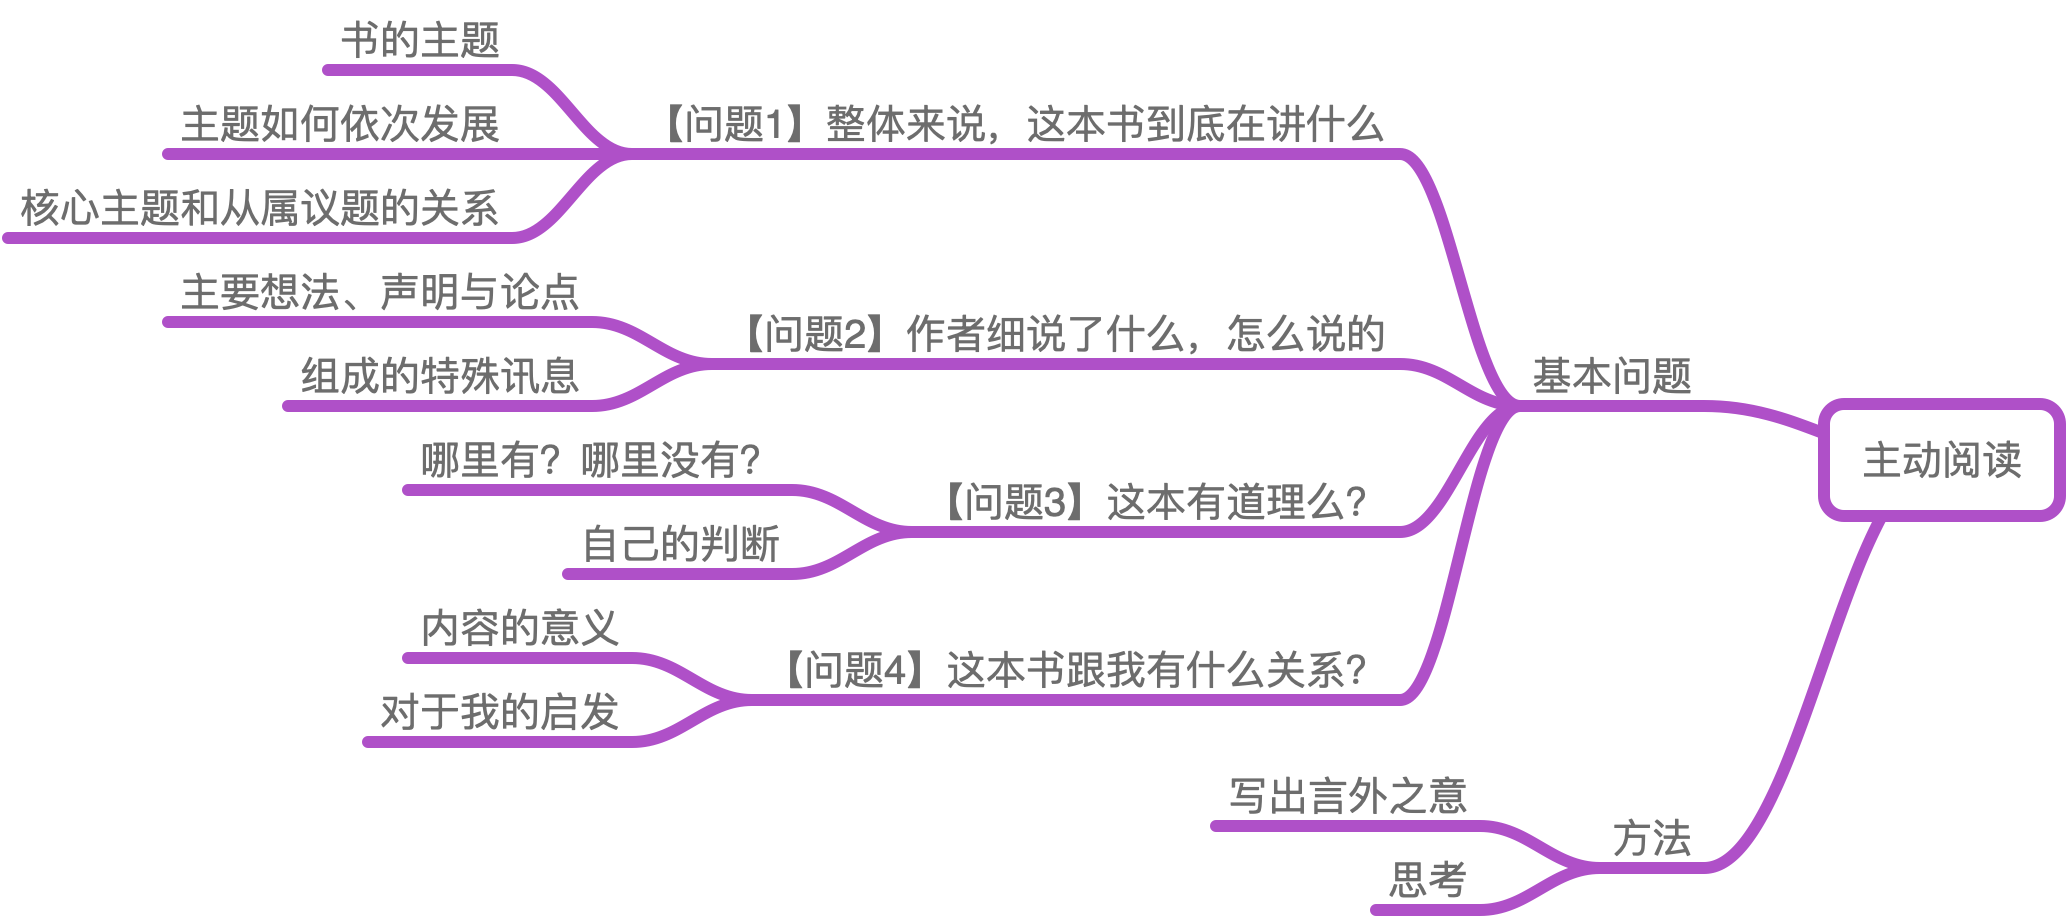 主动阅读
基本问题
【问题1】整体来说，这本书到底在讲什么
书的主题
主题如何依次发展
核心主题和从属议题的关系
【问题2】作者细说了什么，怎么说的
主要想法、声明与论点
组成的特殊讯息
【问题3】这本有道理么？
哪里有？哪里没有？
自己的判断
【问题4】这本书跟我有什么关系？
内容的意义
对于我的启发
方法
写出言外之意
思考